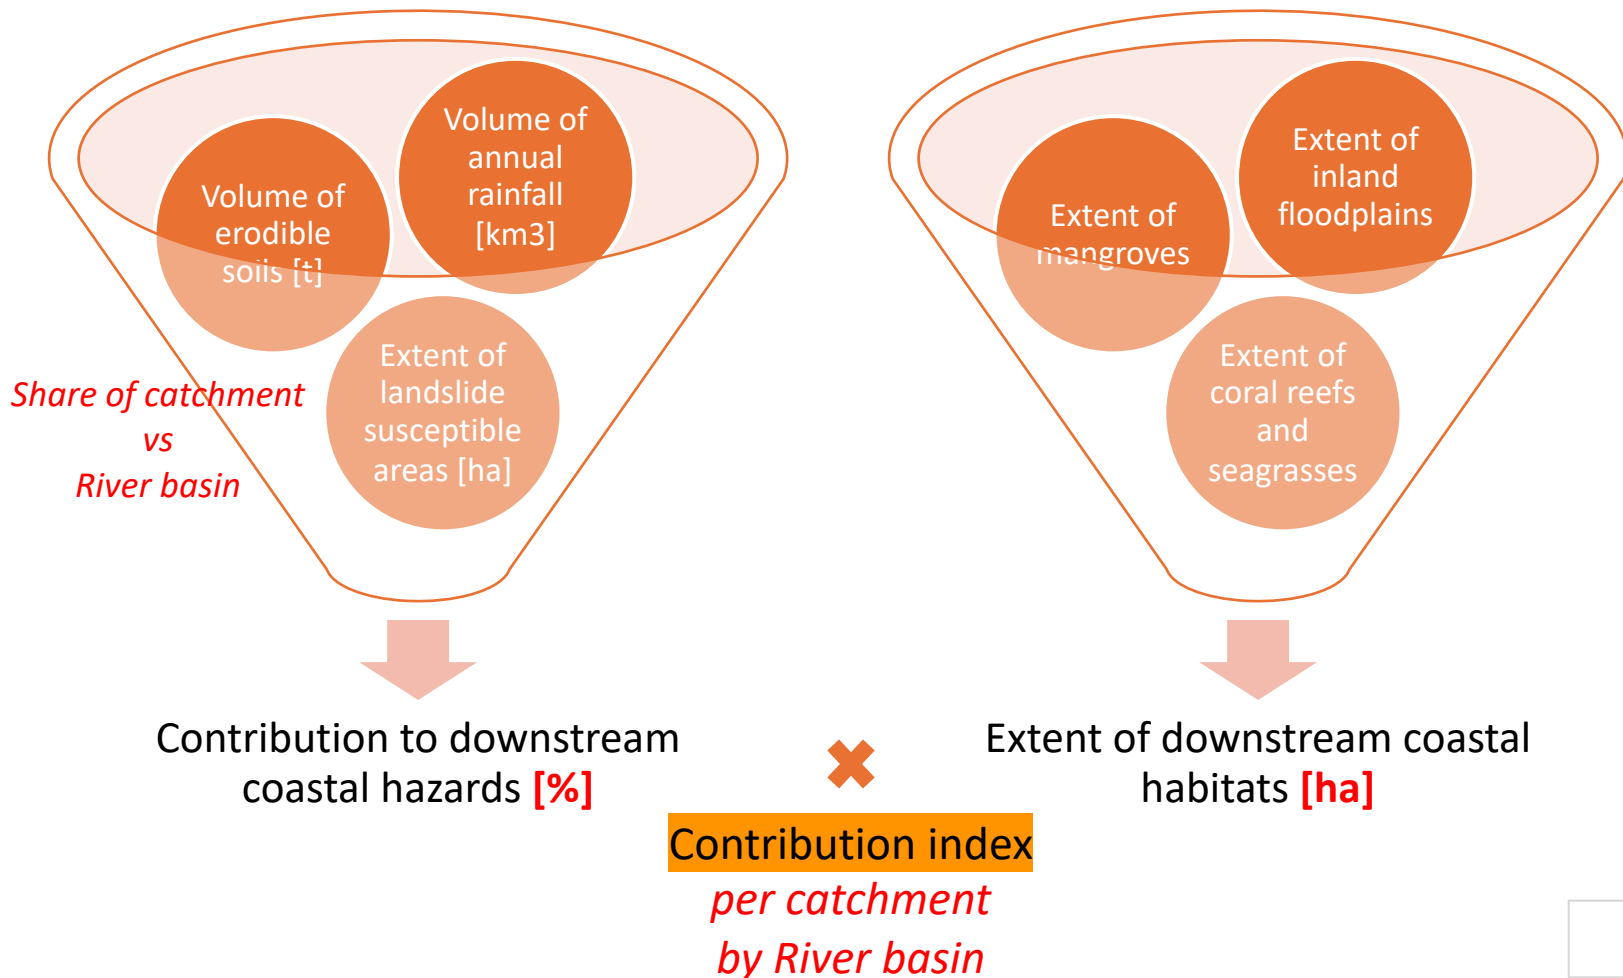 Volume of
erodible
soils [t]
Volume of
annual
rainfall
[km3]
Extent of
landslide
susceptible
areas [ha]
Share of catchment
vs
River basin
Extent of
mangroves
Extent of
inland
floodplains
Extent of
coral reefs
and
seagrasses
Contribution to downstream
coastal hazards [%]
Extent of downstream coastal
habitats [ha]
Contribution index
per catchment
by River basin